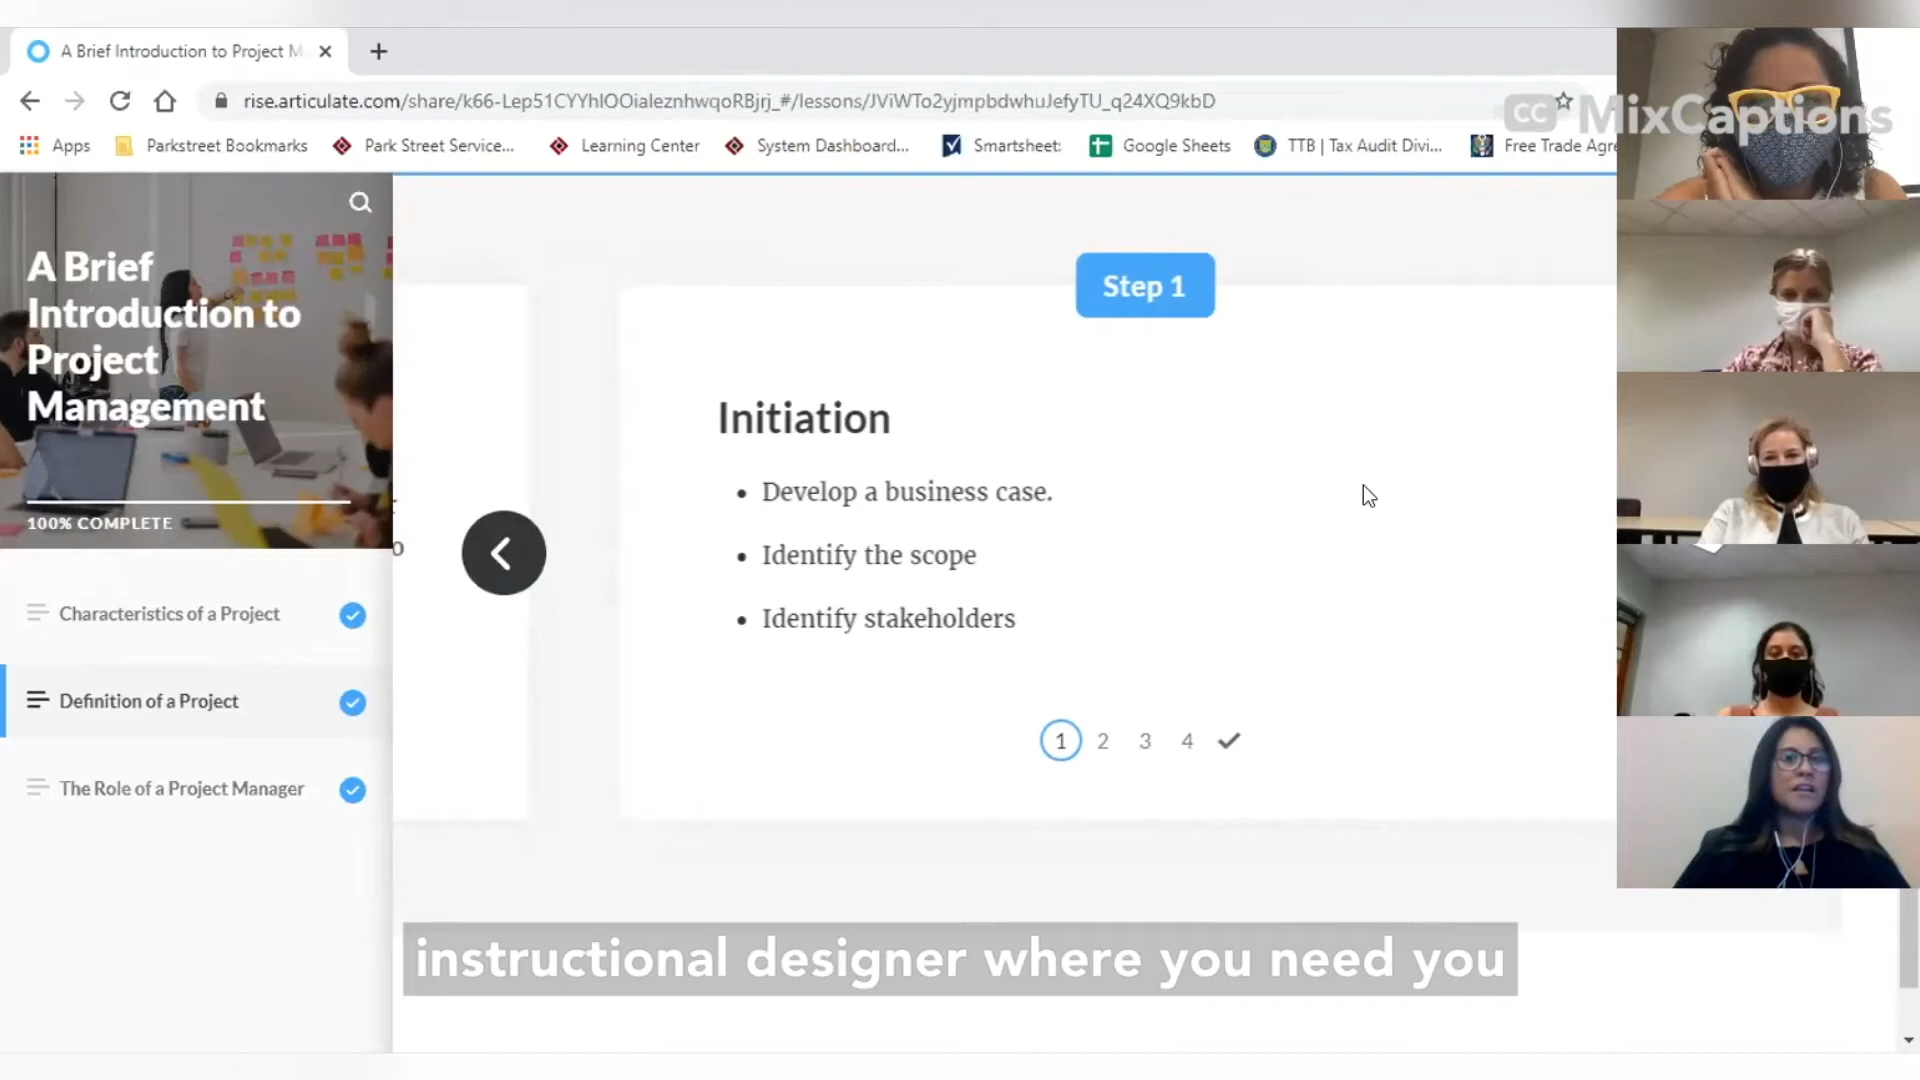 A Brief Introduction to Project M
rise.articulate.com/share/k66-Lep51CYYhlOOialeznhwqoRBjrj_#/lessons/JViWTo2yjmpbdwhuJefyTU_q24XQ9kbD
CC MixCaptions
Apps Parkstreet Bookmarks Park Street Service... Learning Center System Dashboard... Smartsheet Google Sheets TTB | Tax Audit Divi... Free Trade Agre
A Brief
Introduction to
Project
Management
100% COMPLETE
Characteristics of a Project
Definition of a Project
The Role of a Project Manager
o
Step 1
Initiation
• Develop a business case.
• Identify the scope
• Identify stakeholders
1 2 3 4
instructional designer where you need you